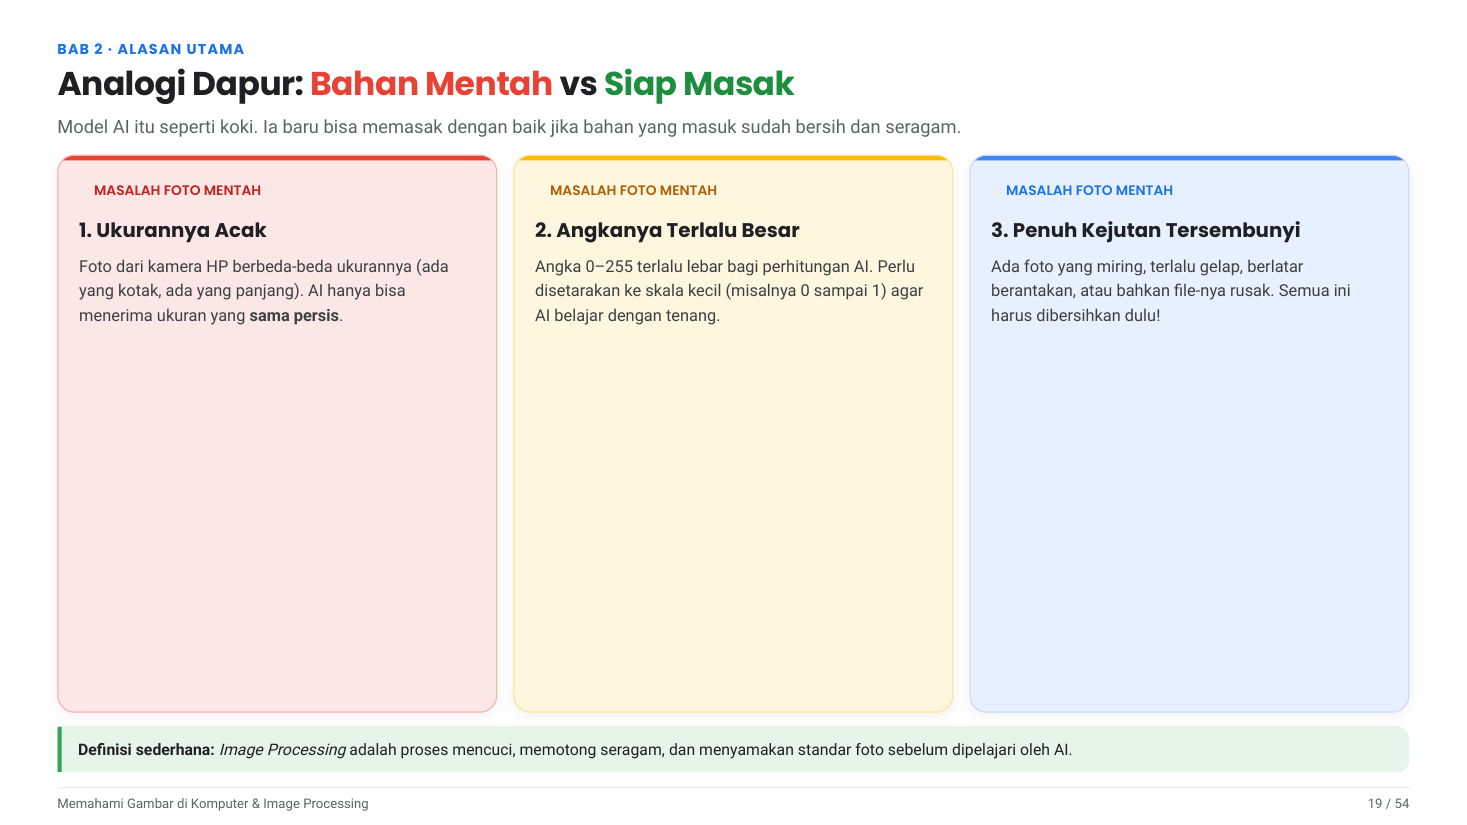 BAB 2 · ALASAN UTAMA
Analogi Dapur: Bahan Mentah vs Siap Masak
Model AI itu seperti koki. Ia baru bisa memasak dengan baik jika bahan yang masuk sudah bersih dan seragam.
MASALAH FOTO MENTAH
1. Ukurannya Acak
Foto dari kamera HP berbeda-beda ukurannya (ada
yang kotak, ada yang panjang). AI hanya bisa
menerima ukuran yang sama persis.
MASALAH FOTO MENTAH
2. Angkanya Terlalu Besar
Angka 0–255 terlalu lebar bagi perhitungan AI. Perlu
disetarakan ke skala kecil (misalnya 0 sampai 1) agar
AI belajar dengan tenang.
MASALAH FOTO MENTAH
3. Penuh Kejutan Tersembunyi
Ada foto yang miring, terlalu gelap, berlatar
berantakan, atau bahkan file-nya rusak. Semua ini
harus dibersihkan dulu!
Definisi sederhana: Image Processing adalah proses mencuci, memotong seragam, dan menyamakan standar foto sebelum dipelajari oleh AI.
Memahami Gambar di Komputer & Image Processing
19 / 54